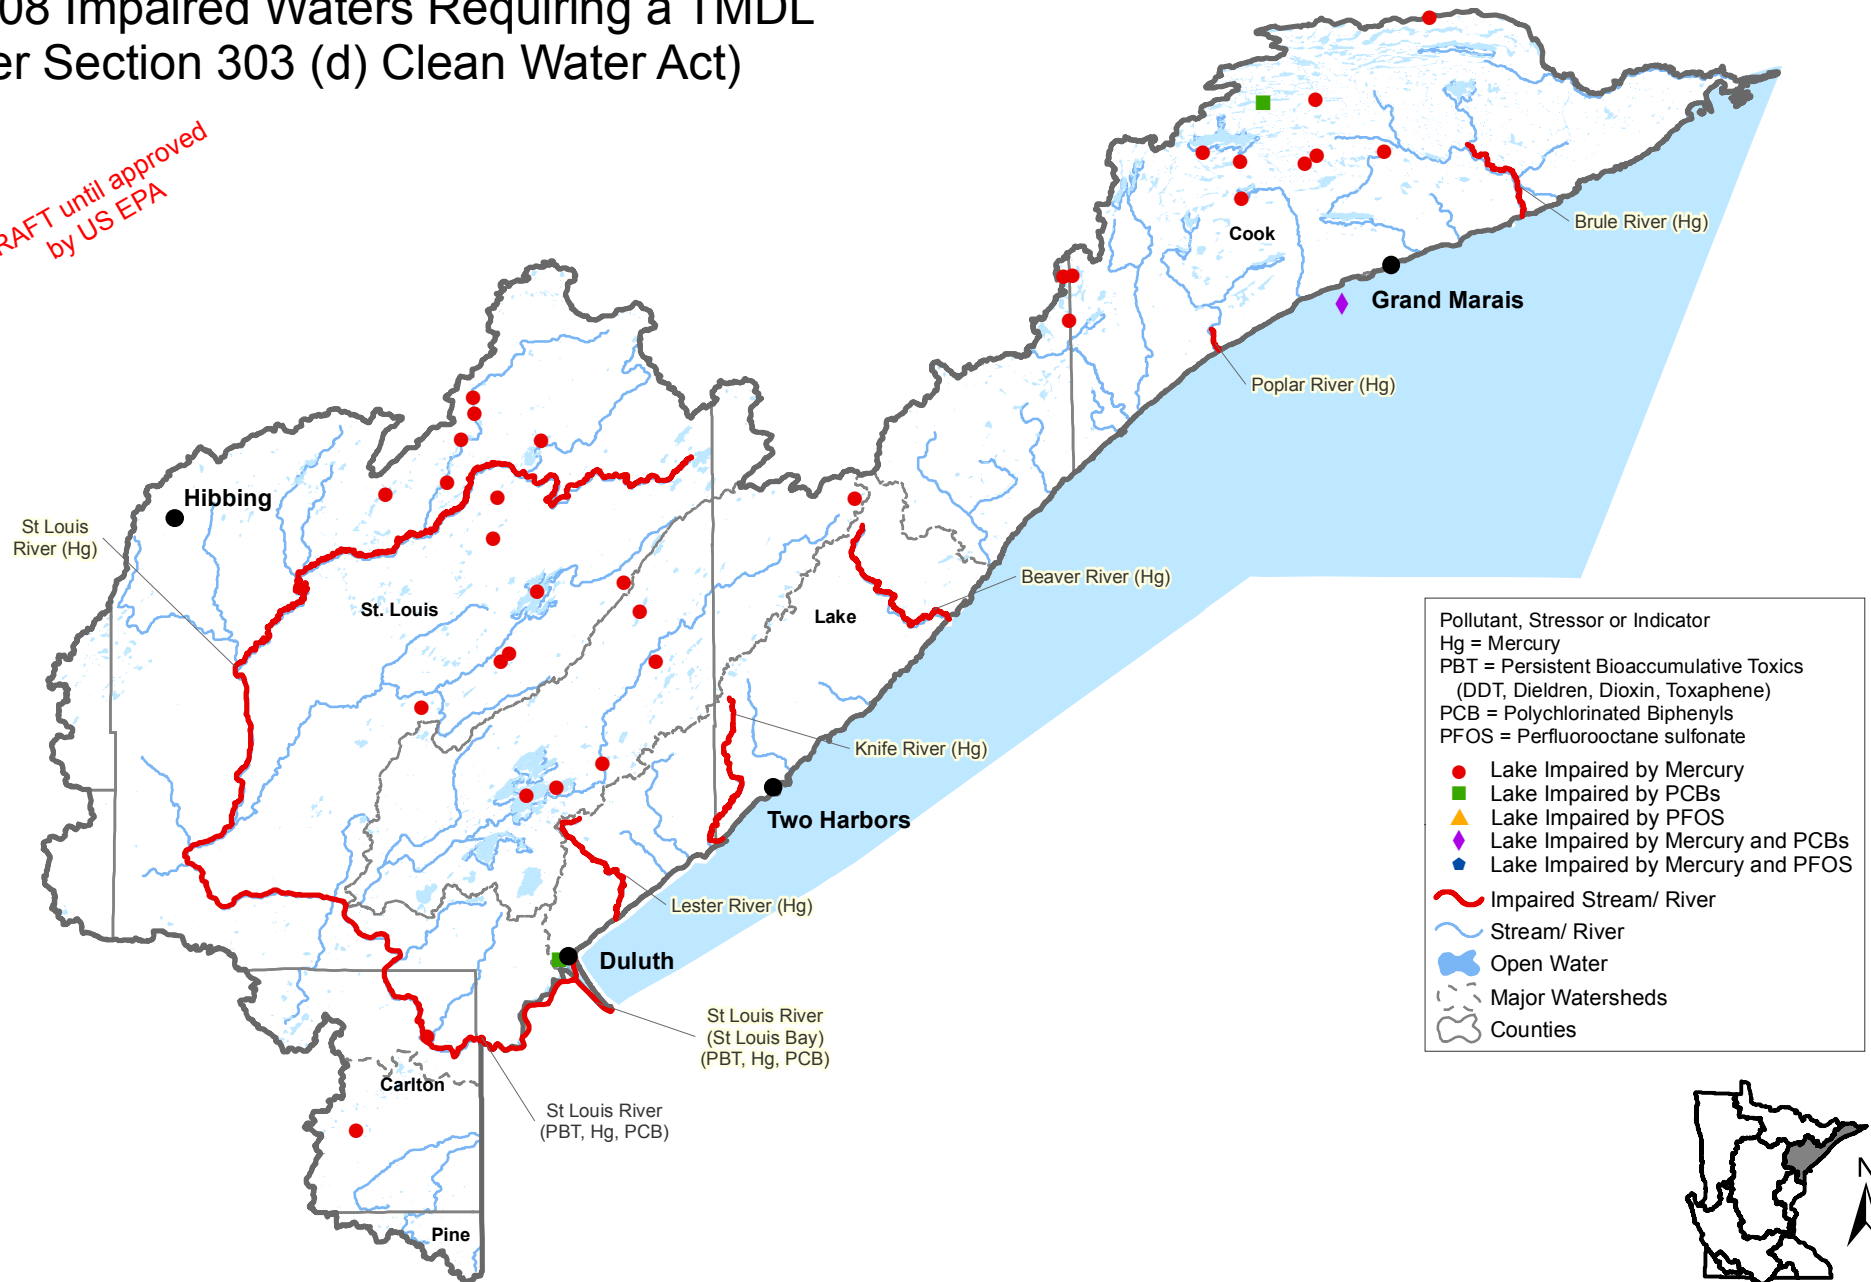 08 Impaired Waters Requiring a TMDL
er Section 303 (d) Clean Water Act)
RAFT until approved
by US EPA
Brule River (Hg)
Cook
Grand Marais
Poplar River (Hg)
Hibbing
St Louis
River (Hg)
St. Louis
Beaver River (Hg)
Lake
Knife River (Hg)
Two Harbors
Lester River (Hg)
Duluth
St Louis River
(St Louis Bay)
(PBT, Hg, PCB)
Carlton
St Louis River
(PBT, Hg, PCB)
Pine
Pollutant, Stressor or Indicator
Hg = Mercury
PBT = Persistent Bioaccumulative Toxics
(DDT, Dieldren, Dioxin, Toxaphene)
PCB = Polychlorinated Biphenyls
PFOS = Perfluorooctane sulfonate
Lake Impaired by Mercury
Lake Impaired by PCBs
Lake Impaired by PFOS
Lake Impaired by Mercury and PCBs
Lake Impaired by Mercury and PFOS
Impaired Stream/ River
Stream/ River
Open Water
Major Watersheds
Counties
N